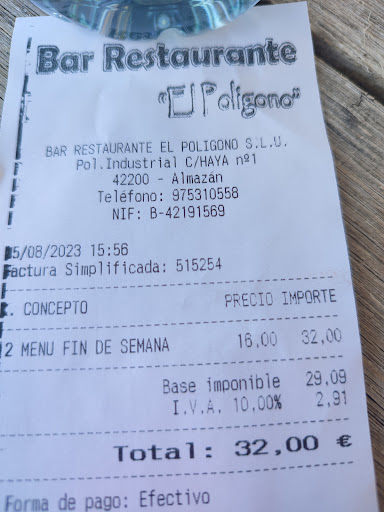 Bar Restaurante
"El Polígono"
BAR RESTAURANTE EL POLIGONO S.L.U.
Pol.Industrial C/HAYA nº1
42200 - Almazán
Teléfono: 975310558
NIF: B-42191569
5/08/2023 15:56
Factura Simplificada: 515254
. CONCEPTO PRECIO IMPORTE
2 MENU FIN DE SEMANA 16,00 32,00
Base imponible 29,09
I.V.A. 10,00% 2,91
Total: 32,00 €
Forma de pago: Efectivo